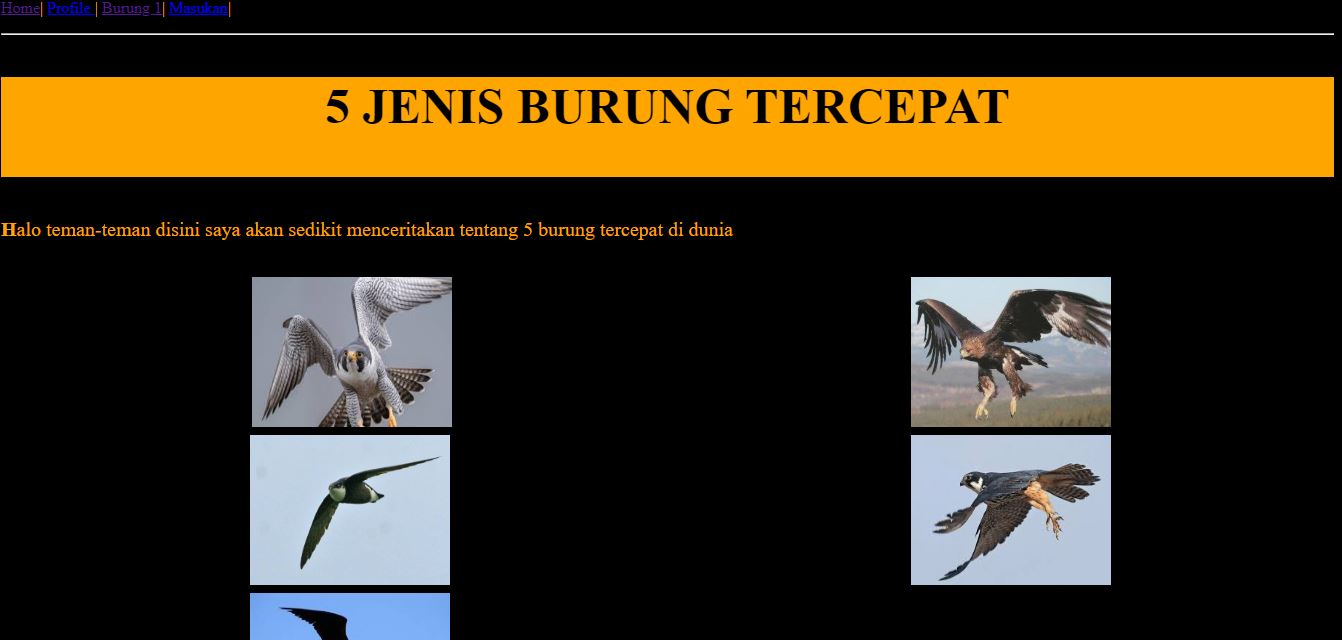 Home| Profile | Burung 1| Masukan|
5 JENIS BURUNG TERCEPAT
Halo teman-teman disini saya akan sedikit menceritakan tentang 5 burung tercepat di dunia